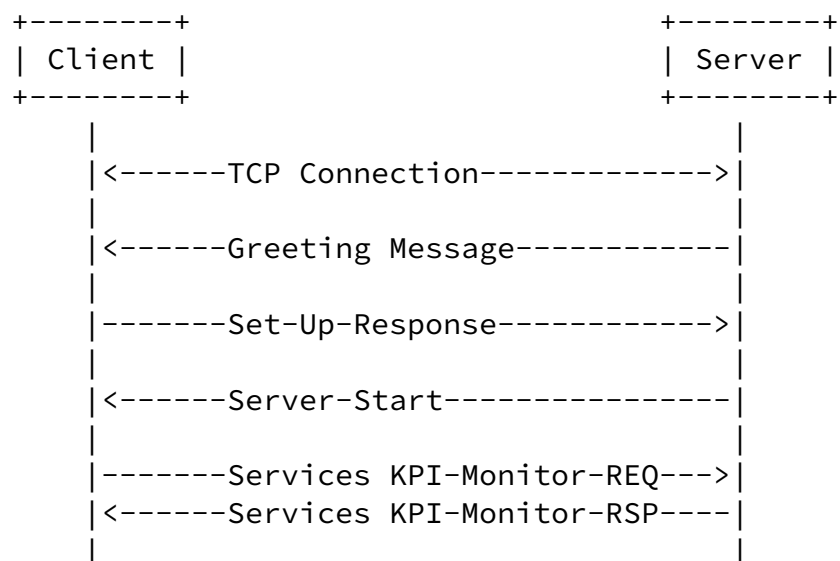 Client Server
TCP Connection
Greeting Message
Set-Up-Response
Server-Start
Services KPI-Monitor-REQ
Services KPI-Monitor-RSP